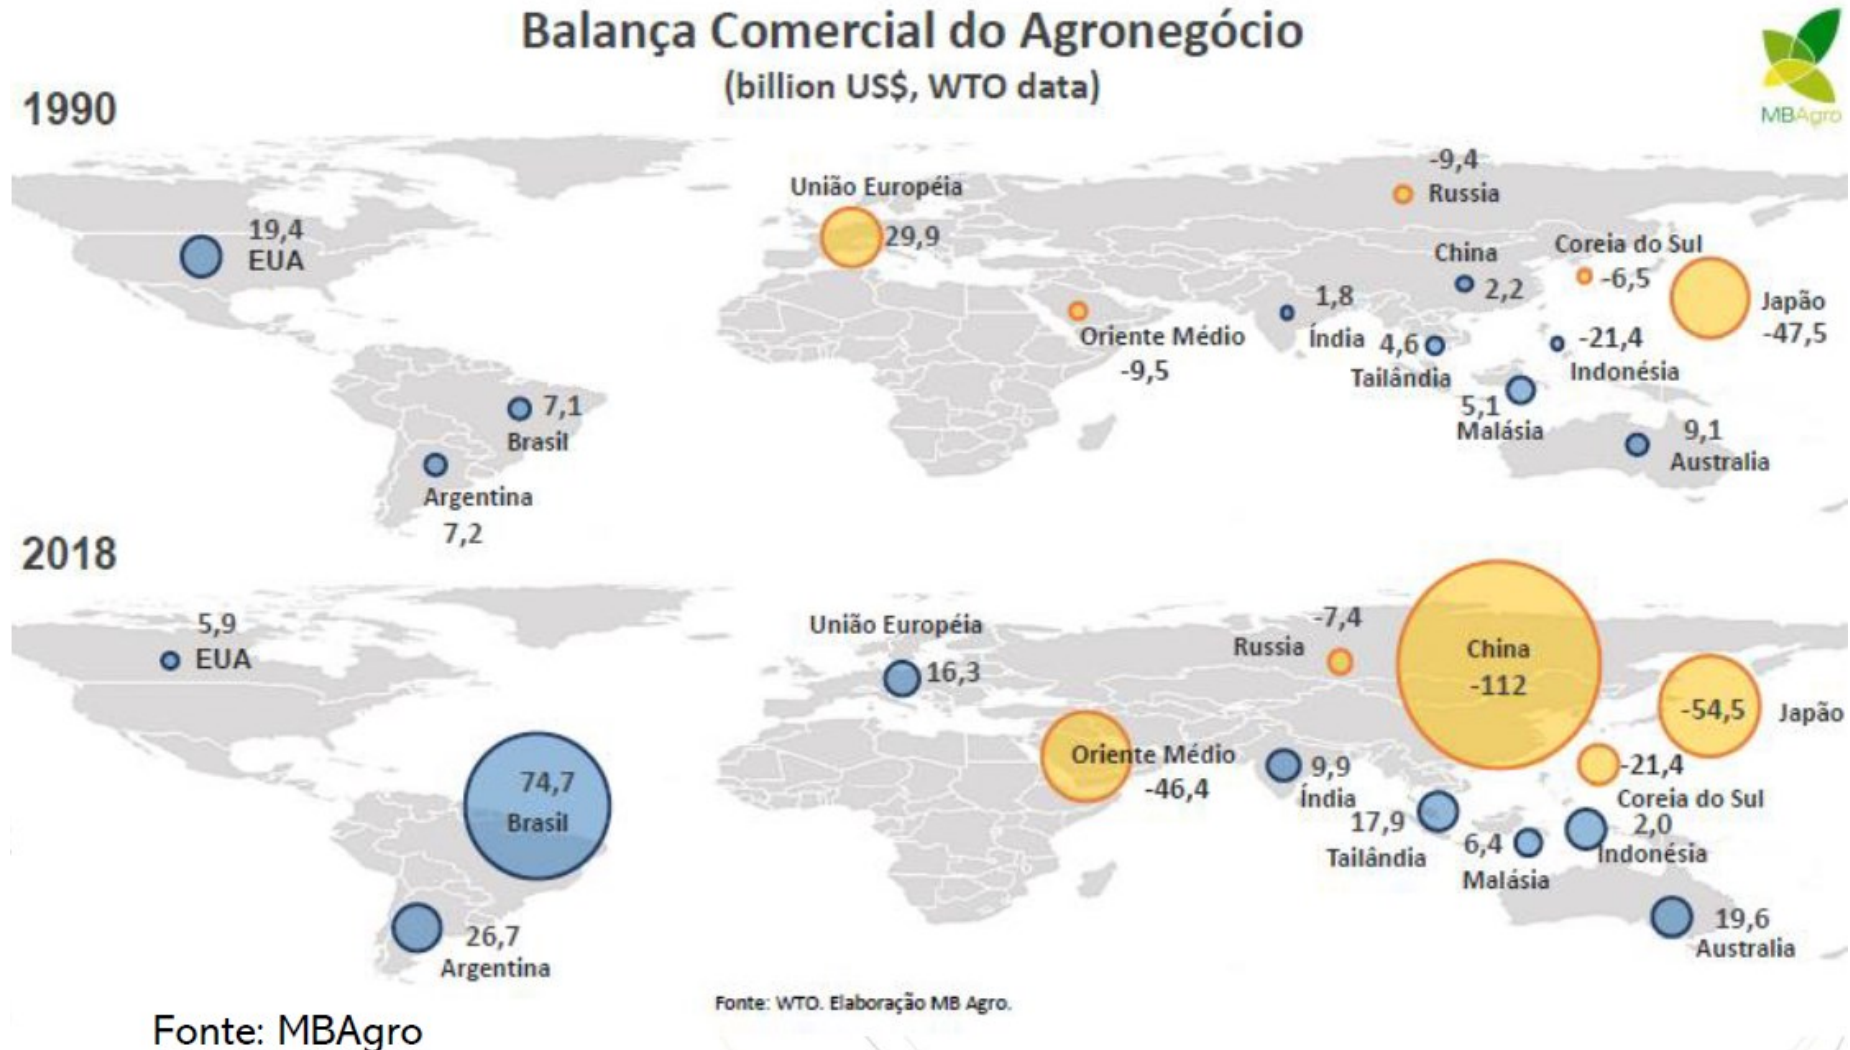 Balança Comercial do Agronegócio
(billion US$, WTO data)
MBAgro
1990
19,4
EUA
7,1
Brasil
Argentina
7,2
União Européia
29,9
Oriente Médio
-9,5
-9,4
Russia
China
2,2
1,8
Índia
4,6
Tailândia
Coreia do Sul
-6,5
Japão
-47,5
-21,4
Indonésia
5,1
Malásia
9,1
Australia
2018
5,9
EUA
74,7
Brasil
26,7
Argentina
União Européia
16,3
Oriente Médio
-46,4
-7,4
Russia
China
-112
-54,5
Japão
-21,4
Coreia do Sul
9,9
Índia
17,9
Tailândia
6,4
Malásia
2,0
Indonésia
19,6
Australia
Fonte: WTO. Elaboração MB Agro.
Fonte: MBAgro